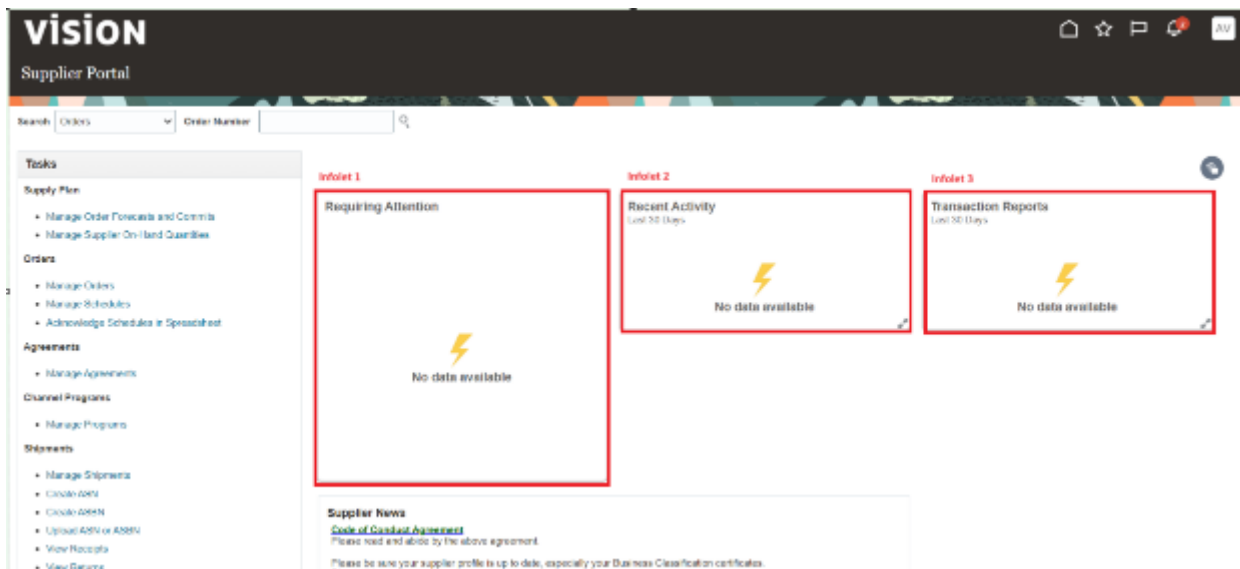 VISION
AV
Supplier Portal
Search Orders Order Number
Tasks
Supply Plan
Manage Order Forecasts and Commits
Manage Supplier On-Hand Quantities
Orders
Manage Orders
Manage Schedules
Acknowledge Schedules in Spreadsheet
Agreements
Manage Agreements
Channel Programs
Manage Programs
Shipments
Manage Shipments
Create ASN
Create ASBN
Upload ASN or ASBN
View Receipts
View Returns
Infolet 1
Requiring Attention
No data available
Infolet 2
Recent Activity
Last 30 Days
No data available
Infolet 3
Transaction Reports
Last 30 Days
No data available
Supplier News
Code of Conduct Agreement
Please read and abide by the above agreement
Please be sure your supplier profile is up to date, especially your Business Classification certificates.